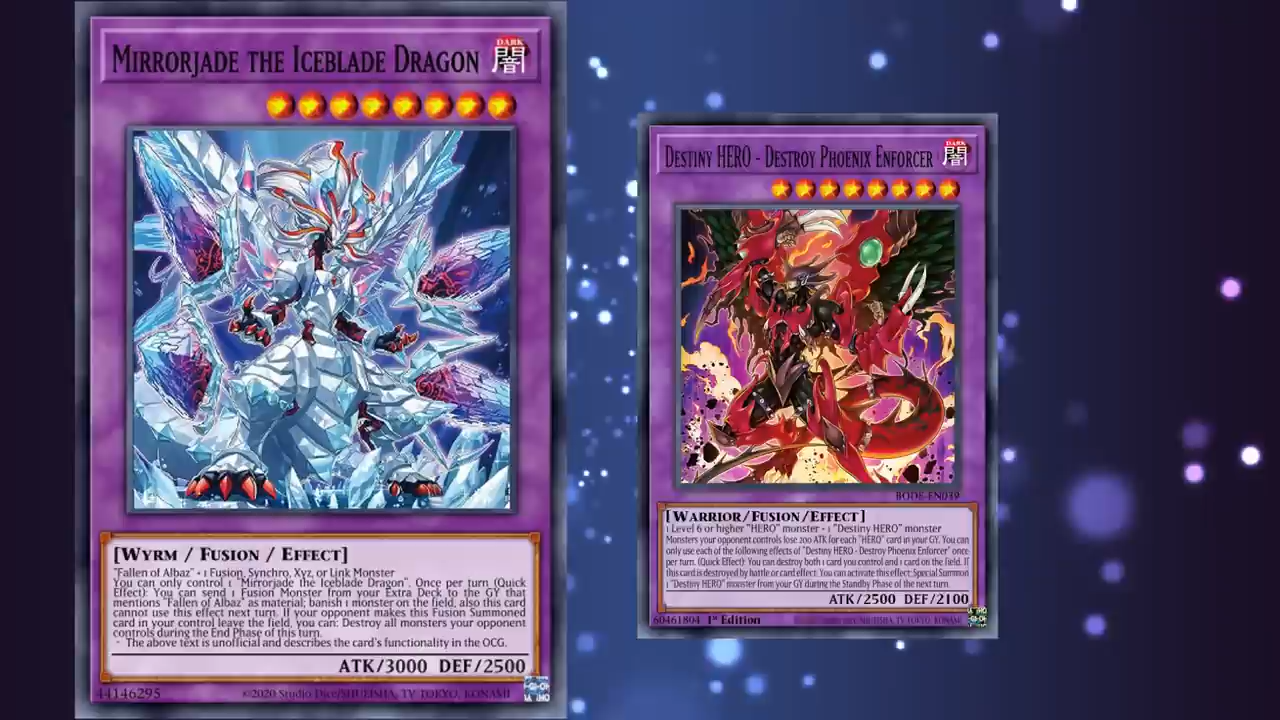 MIRRORJADE THE ICEBLADE DRAGON
DARK
闇
[WYRM / FUSION / EFFECT]
"Fallen of Albaz" + 1 Fusion, Synchro, Xyz, or Link Monster
You can only control 1 "Mirrorjade the Iceblade Dragon". Once per turn (Quick
Effect): You can send 1 Fusion Monster from your Extra Deck to the GY that
mentions "Fallen of Albaz" as material; banish 1 monster on the field, also this card
cannot use this effect next turn. If your opponent makes this Fusion Summoned
card in your control leave the field, you can: Destroy all monsters your opponent
controls during the End Phase of this turn.
- The above text is unofficial and describes the card's functionality in the OCG.
ATK/3000 DEF/2500
44146295
©2020 Studio Dice/SHUEISHA, TV TOKYO, KONAMI
DESTINY HERO - DESTROY PHOENIX ENFORCER
DARK
闇
BODE-EN039
[WARRIOR/FUSION/EFFECT]
1 Level 6 or higher "HERO" monster + 1 "Destiny HERO" monster
Monsters your opponent controls lose 200 ATK for each "HERO" card in your GY. You can
only use each of the following effects of "Destiny HERO - Destroy Phoenix Enforcer" once
per turn. (Quick Effect): You can destroy both 1 card you control and 1 card on the field. If
this card is destroyed by battle or card effect: You can activate this effect; Special Summon
1 "Destiny HERO" monster from your GY during the Standby Phase of the next turn.
ATK/2500 DEF/2100
60461804 1st Edition